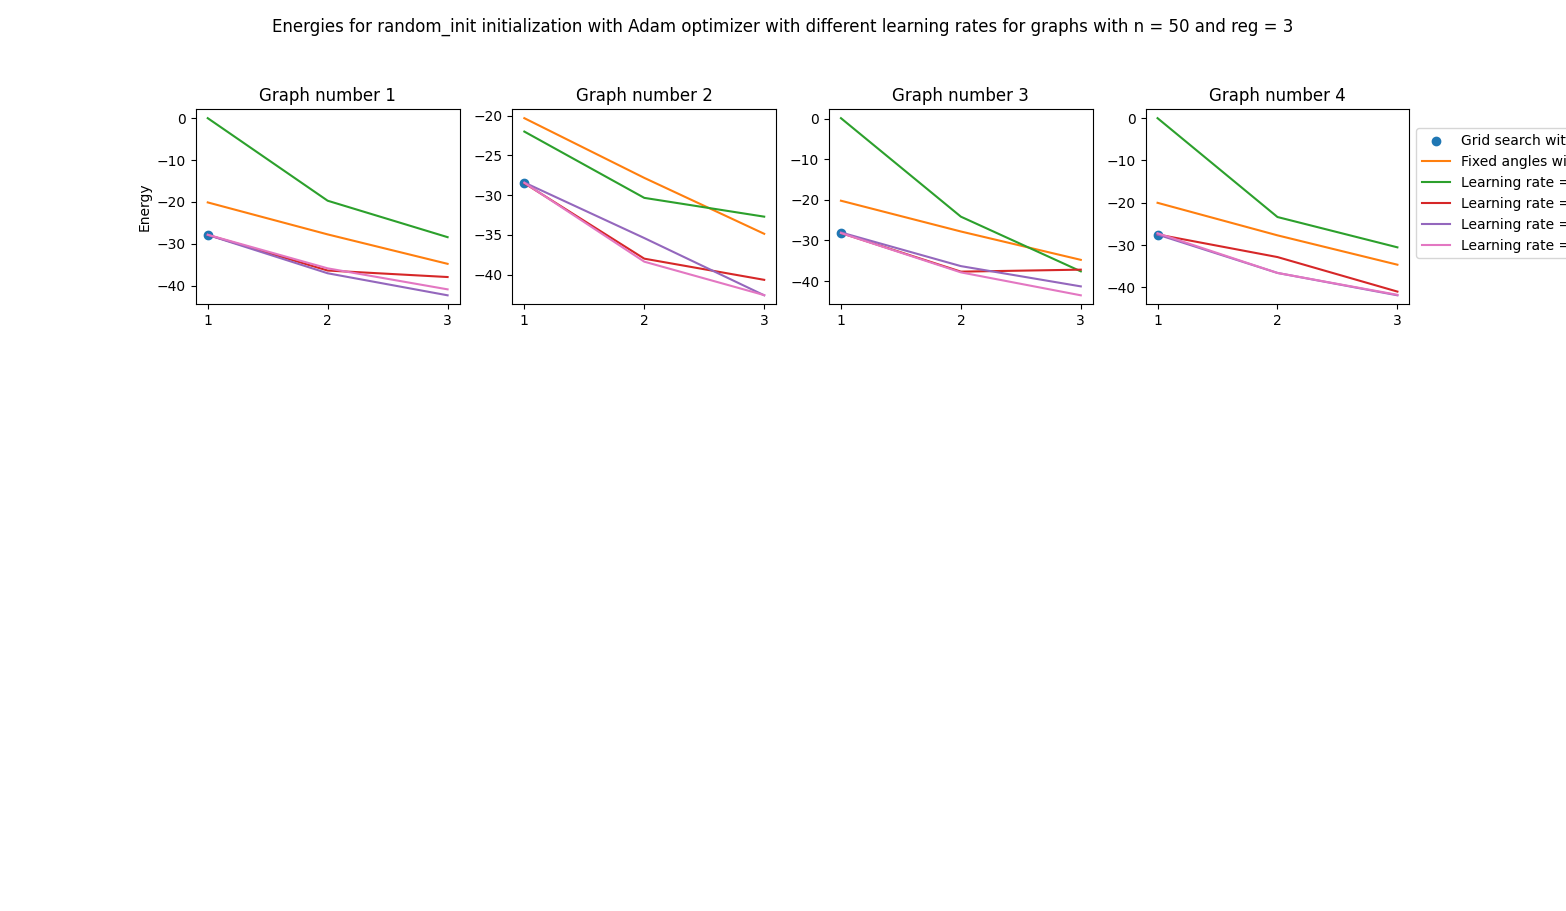 Energies for random_init initialization with Adam optimizer with different learning rates for graphs with n = 50 and reg = 3
Graph number 1
Graph number 2
Graph number 3
Graph number 4
Energy
0
−10
−20
−30
−40
1 2 3
−20
−25
−30
−35
−40
1 2 3
0
−10
−20
−30
−40
1 2 3
0
−10
−20
−30
−40
1 2 3
Grid search wit
Fixed angles wi
Learning rate =
Learning rate =
Learning rate =
Learning rate =